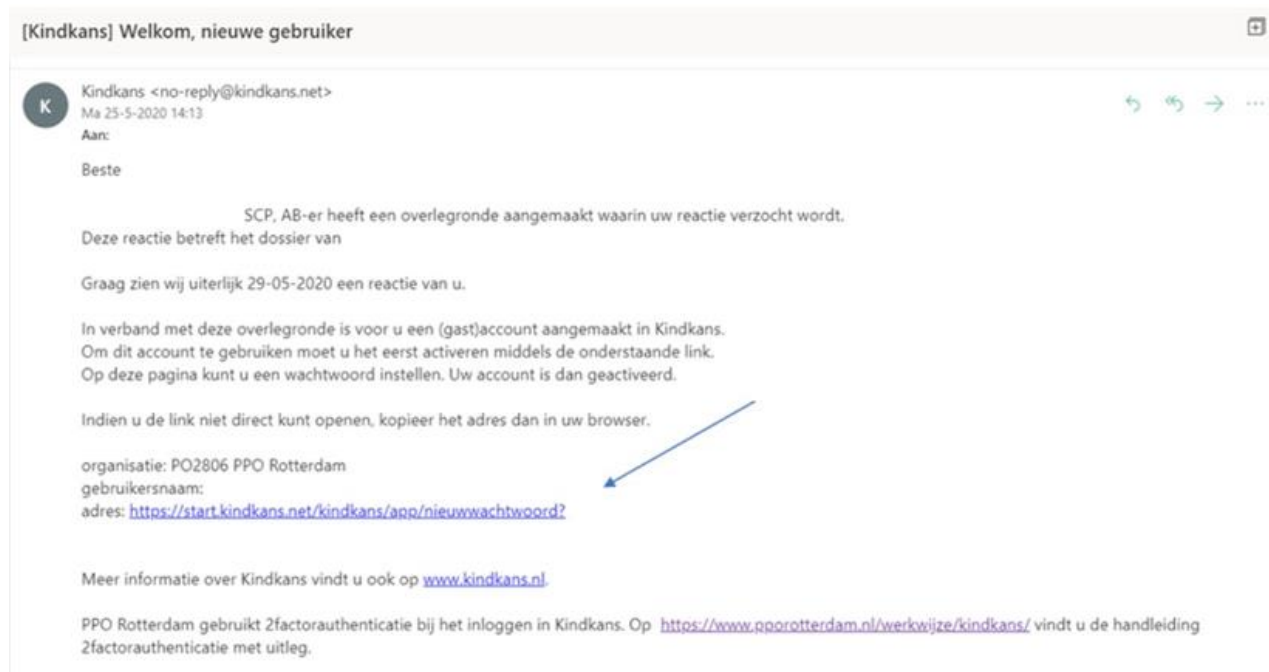 [Kindkans] Welkom, nieuwe gebruiker
K
Kindkans <no-reply@kindkans.net>
Ma 25-5-2020 14:13
Aan:
Beste
SCP, AB-er heeft een overlegronde aangemaakt waarin uw reactie verzocht wordt.
Deze reactie betreft het dossier van
Graag zien wij uiterlijk 29-05-2020 een reactie van u.
In verband met deze overlegronde is voor u een (gast)account aangemaakt in Kindkans.
Om dit account te gebruiken moet u het eerst activeren middels de onderstaande link.
Op deze pagina kunt u een wachtwoord instellen. Uw account is dan geactiveerd.
Indien u de link niet direct kunt openen, kopieer het adres dan in uw browser.
organisatie: PO2806 PPO Rotterdam
gebruikersnaam:
adres: https://start.kindkans.net/kindkans/app/nieuwwachtwoord?
Meer informatie over Kindkans vindt u ook op www.kindkans.nl.
PPO Rotterdam gebruikt 2factorauthenticatie bij het inloggen in Kindkans. Op https://www.pporotterdam.nl/werkwijze/kindkans/ vindt u de handleiding
2factorauthenticatie met uitleg.